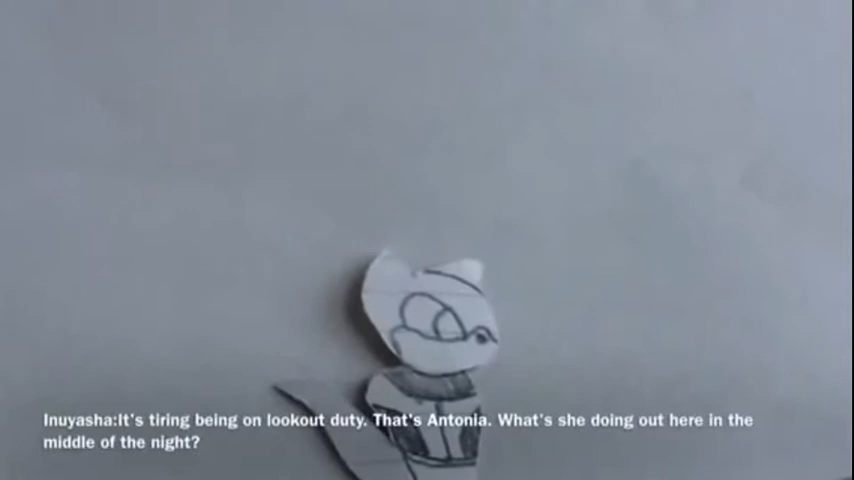 Inuyasha:It's tiring being on lookout duty. That's Antonia. What's she doing out here in the
middle of the night?